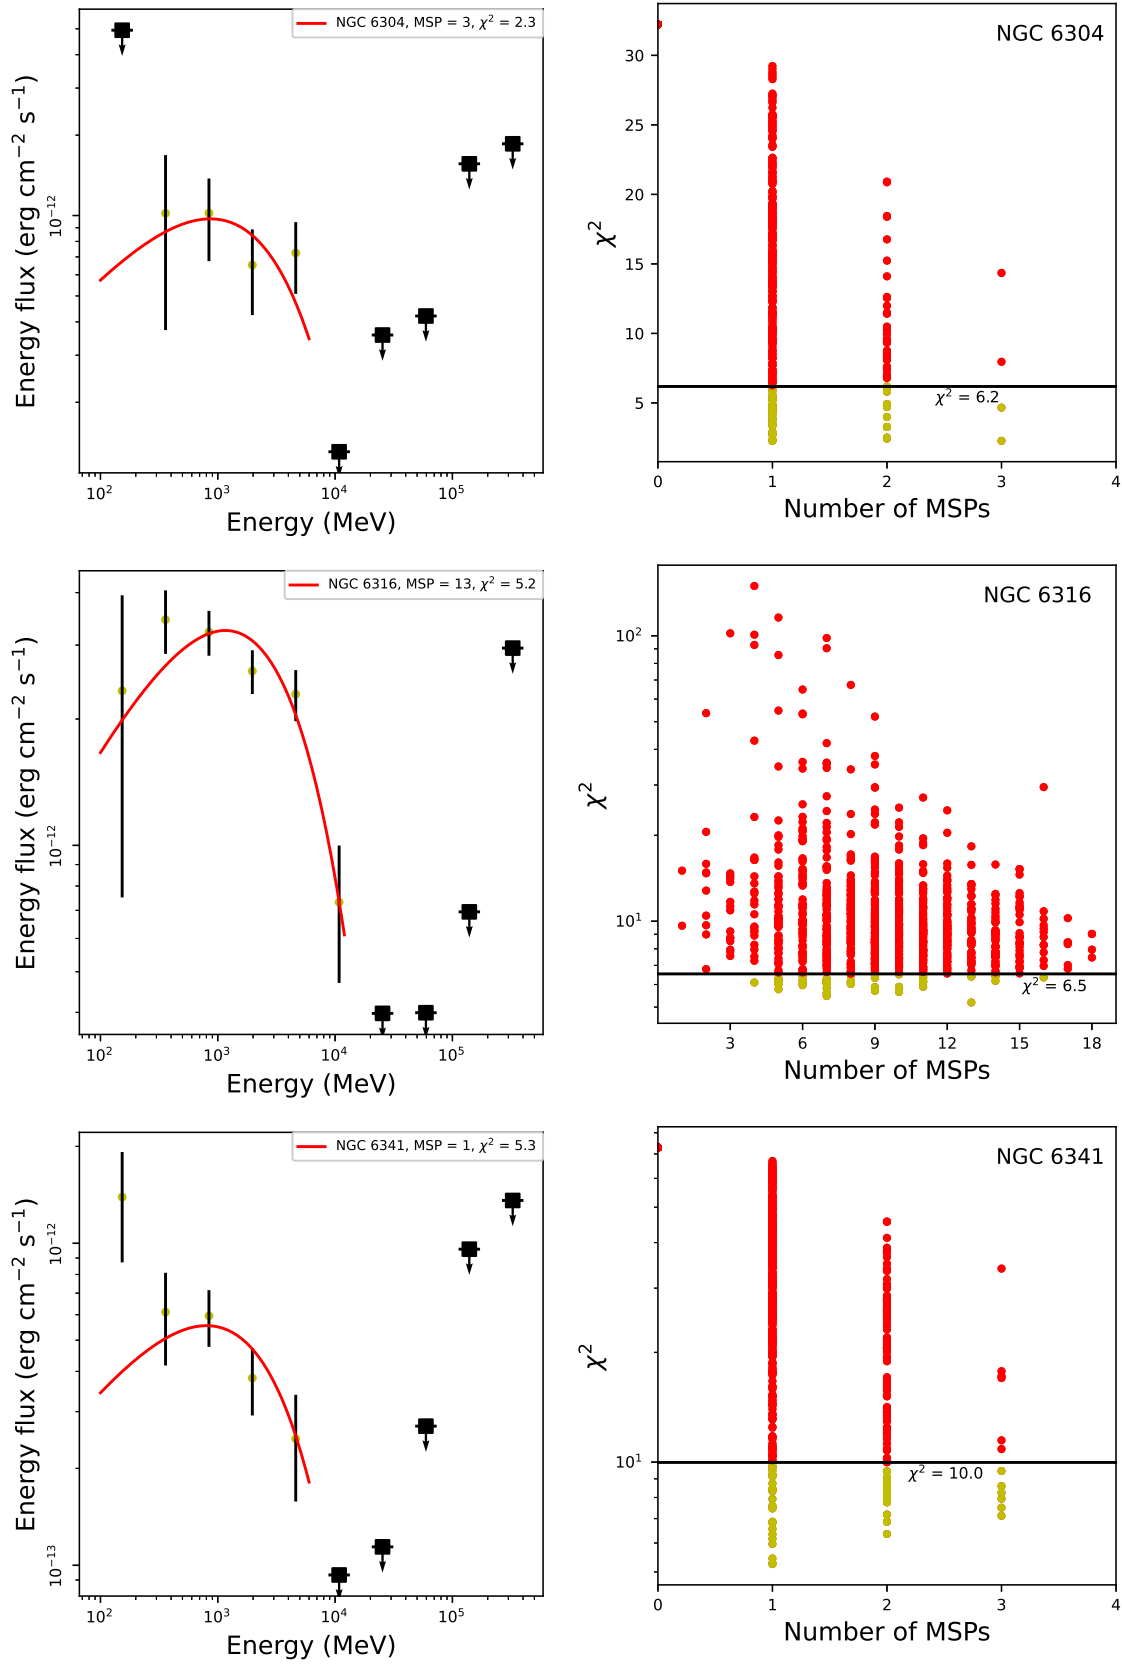 NGC 6304, MSP = 3, χ² = 2.3
Energy flux (erg cm⁻² s⁻¹)
10⁻¹²
10² 10³ 10⁴ 10⁵
Energy (MeV)
NGC 6304
χ²
30
25
20
15
10
5
χ² = 6.2
0 1 2 3 4
Number of MSPs
NGC 6316, MSP = 13, χ² = 5.2
Energy flux (erg cm⁻² s⁻¹)
10⁻¹²
10² 10³ 10⁴ 10⁵
Energy (MeV)
NGC 6316
χ²
10²
10¹
χ² = 6.5
3 6 9 12 15 18
Number of MSPs
NGC 6341, MSP = 1, χ² = 5.3
Energy flux (erg cm⁻² s⁻¹)
10⁻¹²
10⁻¹³
10² 10³ 10⁴ 10⁵
Energy (MeV)
NGC 6341
χ²
10¹
χ² = 10.0
0 1 2 3 4
Number of MSPs